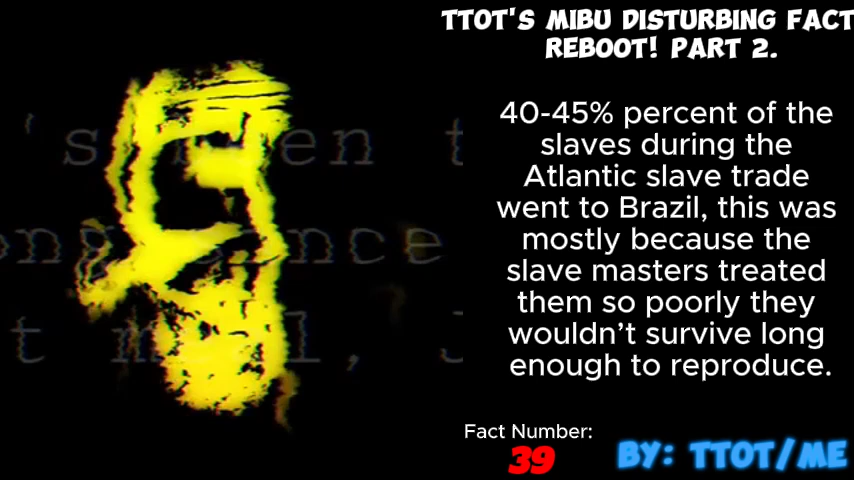 TTOT'S MIBU DISTURBING FACT
REBOOT! PART 2.
40-45% percent of the
slaves during the
Atlantic slave trade
went to Brazil, this was
mostly because the
slave masters treated
them so poorly they
wouldn't survive long
enough to reproduce.
Fact Number:
39
BY: TTOT/ME